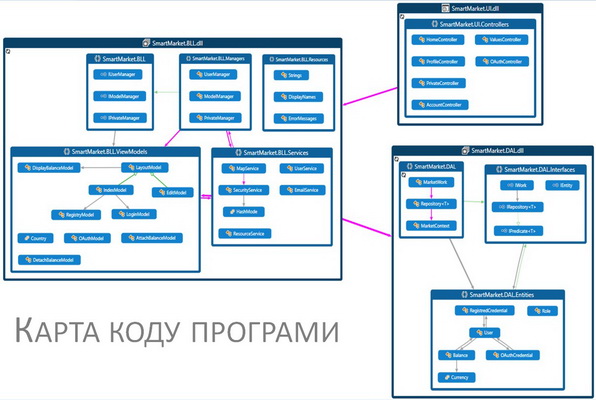 SmartMarket.UI.dll
SmartMarket.UI.Controllers
HomeController
ValuesController
ProfileController
OAuthController
PrivateController
AccountController
SmartMarket.BLL.dll
SmartMarket.BLL
IUserManager
IModelManager
IPrivateManager
SmartMarket.BLL.Managers
UserManager
ModelManager
PrivateManager
SmartMarket.BLL.Resources
Strings
DisplayNames
ErrorMessages
SmartMarket.BLL.ViewModels
DisplayBalanceModel
LayoutModel
IndexModel
EditModel
RegistryModel
LoginModel
Country
OAuthModel
AttachBalanceModel
DetachBalanceModel
SmartMarket.BLL.Services
MapService
UserService
SecurityService
EmailService
HashMode
ResourceService
SmartMarket.DAL.dll
SmartMarket.DAL
MarketWork
Repository<T>
MarketContext
SmartMarket.DAL.Interfaces
IWork
IEntity
IRepository<T>
IPredicate<T>
SmartMarket.DAL.Entities
RegistredCredential
Role
User
Balance
OAuthCredential
Currency
Карта коду програми